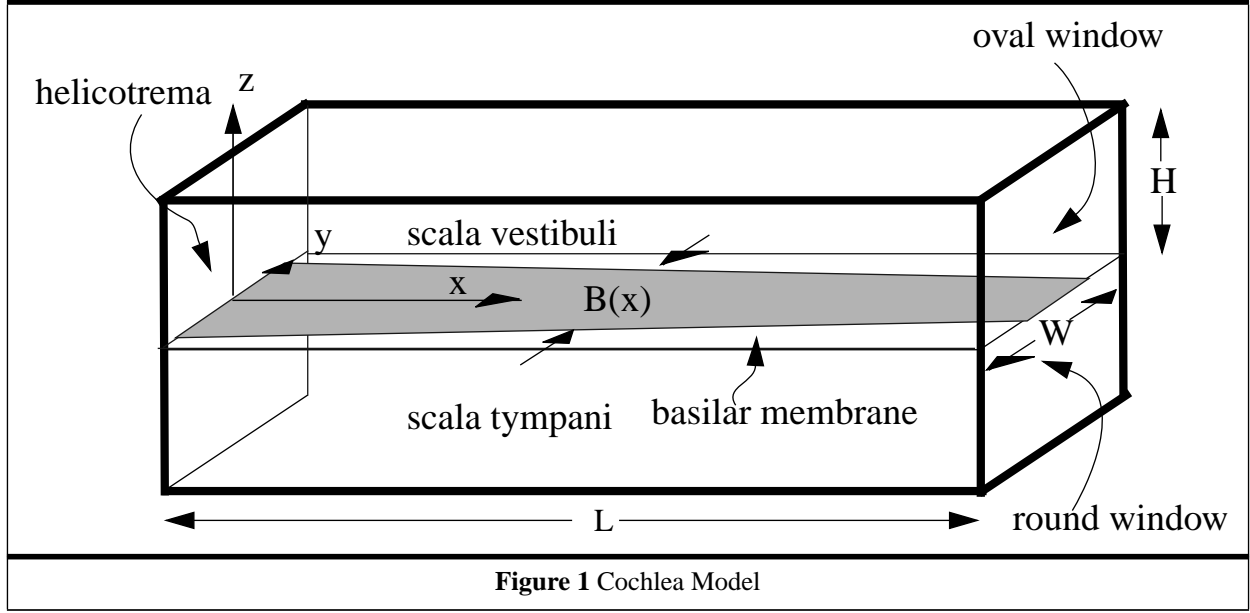 oval window
z
helicotrema
H
y
scala vestibuli
x
B(x)
W
scala tympani
basilar membrane
L
round window
Figure 1 Cochlea Model